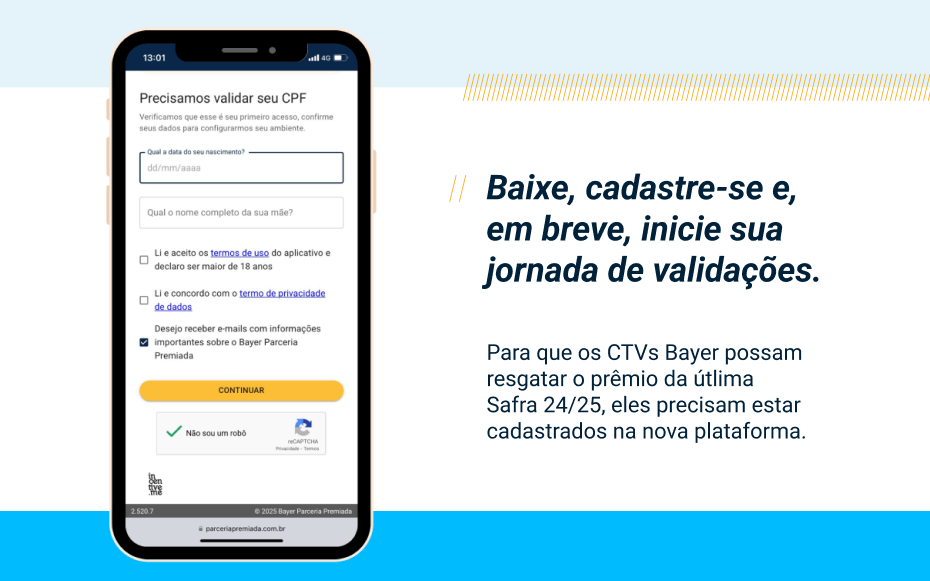 13:01
4G
Precisamos validar seu CPF
Verificamos que esse é seu primeiro acesso, confirme
seus dados para configurarmos seu ambiente.
Qual a data do seu nascimento?
dd/mm/aaaa
Qual o nome completo da sua mãe?
Li e aceito os termos de uso do aplicativo e
declaro ser maior de 18 anos
Li e concordo com o termo de privacidade
de dados
Desejo receber e-mails com informações
importantes sobre o Bayer Parceria
Premiada
CONTINUAR
Não sou um robô
reCAPTCHA
Privacidade - Termos
in
cen
tive
.me
2.520.7
© 2025 Bayer Parceria Premiada
parceriapremiada.com.br
// Baixe, cadastre-se e,
em breve, inicie sua
jornada de validações.
Para que os CTVs Bayer possam
resgatar o prêmio da útlima
Safra 24/25, eles precisam estar
cadastrados na nova plataforma.